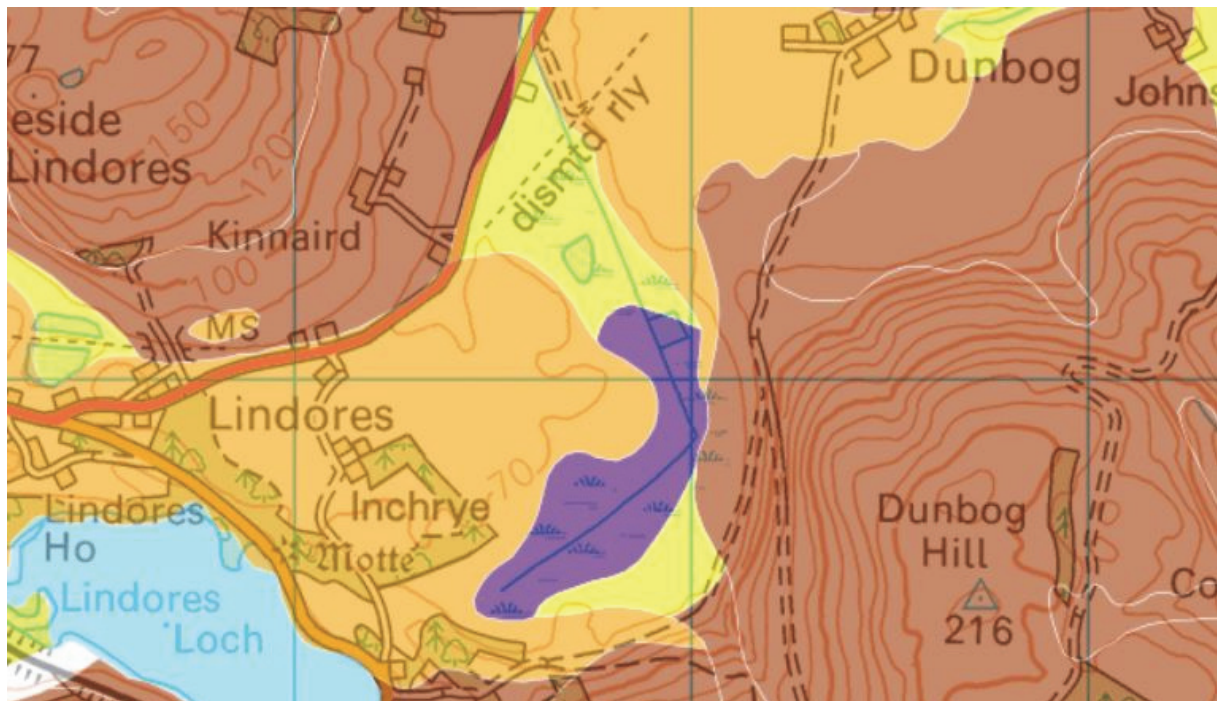 77
eside
Lindores
150
120
100
Kinnaird
MS
dismtd rly
Dunbog
Johns
Lindores
70
Inchrye
Motte
Lindores
Ho
Lindores
Loch
Dunbog
Hill
216
Co